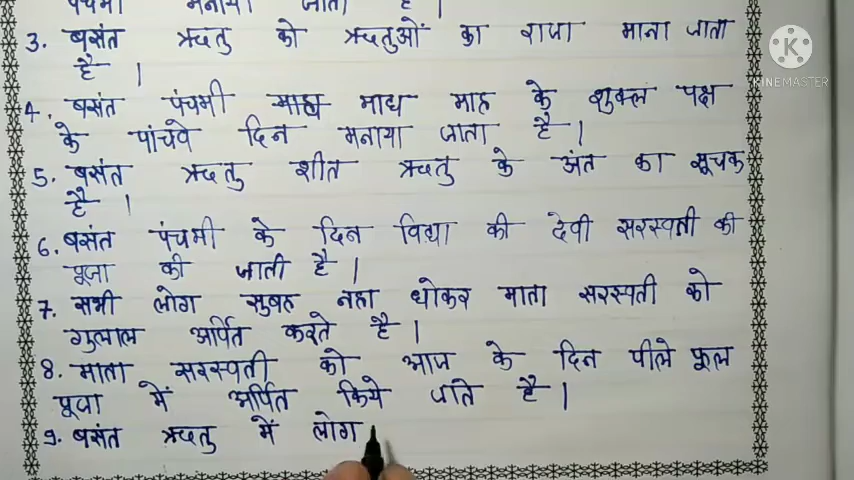 पंचमी मनाया जाता है |
3. बसंत ऋतु को ऋतुओं का राजा माना जाता
है |
4. बसंत पंचमी माघ माह के शुक्ल पक्ष
के पांचवे दिन मनाया जाता है |
5. बसंत ऋतु शीत ऋतु के अंत का सूचक
है |
6. बसंत पंचमी के दिन विद्या की देवी सरस्वती की
पूजा की जाती है |
7. सभी लोग सुबह नहा धोकर माता सरस्वती को
गुलाल अर्पित करते है |
8. माता सरस्वती को आज के दिन पीले फूल
पूजा में अर्पित किये जाते है |
9. बसंत ऋतु में लोग
KINEMASTER